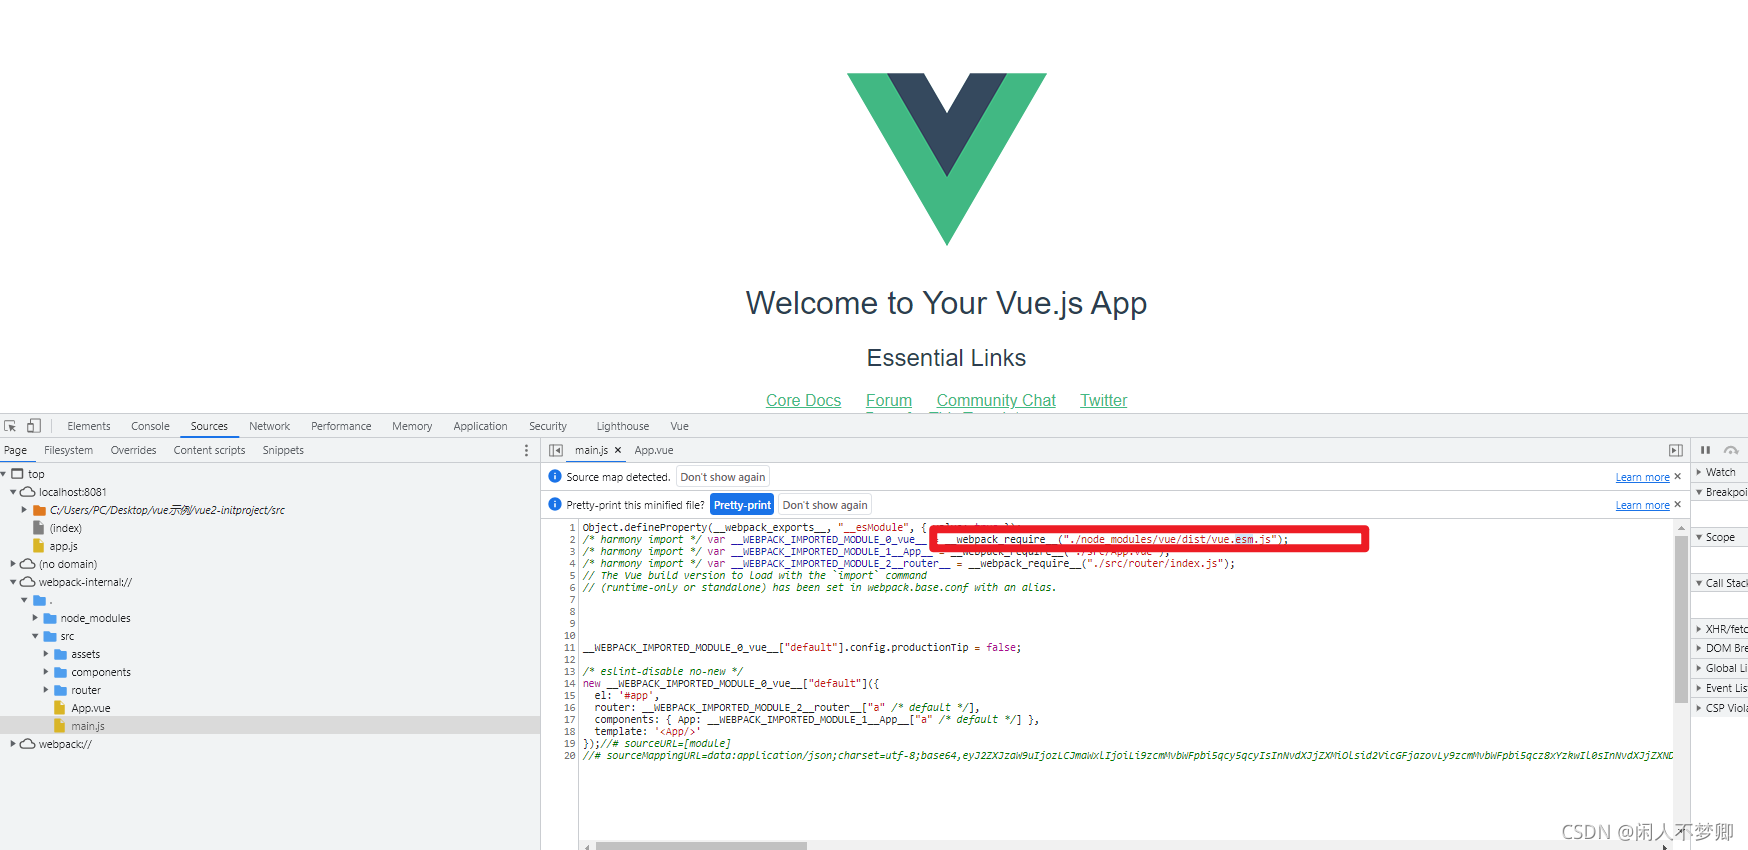 Welcome to Your Vue.js App
Essential Links
Core Docs Forum Community Chat Twitter
Elements Console Sources Network Performance Memory Application Security Lighthouse Vue
Page Filesystem Overrides Content scripts Snippets
main.js × App.vue
top
localhost:8081
C:/Users/PC/Desktop/vue示例/vue2-initproject/src
(index)
app.js
(no domain)
webpack-internal://
.
node_modules
src
assets
components
router
App.vue
main.js
webpack://
Source map detected. Don't show again Learn more ×
Pretty-print this minified file? Pretty-print Don't show again Learn more ×
1 Object.defineProperty(__webpack_exports__, "__esModule", {
2 /* harmony import */ var __WEBPACK_IMPORTED_MODULE_0_vue__ = __webpack_require__("./node_modules/vue/dist/vue.esm.js");
3 /* harmony import */ var __WEBPACK_IMPORTED_MODULE_1__App__ = __webpack_require__("./src/App.vue");
4 /* harmony import */ var __WEBPACK_IMPORTED_MODULE_2__router__ = __webpack_require__("./src/router/index.js");
5 // The Vue build version to load with the `import` command
6 // (runtime-only or standalone) has been set in webpack.base.conf with an alias.
7
8
9
10
11 __WEBPACK_IMPORTED_MODULE_0_vue__["default"].config.productionTip = false;
12
13 /* eslint-disable no-new */
14 new __WEBPACK_IMPORTED_MODULE_0_vue__["default"]({
15 el: '#app',
16 router: __WEBPACK_IMPORTED_MODULE_2__router__["a" /* default */],
17 components: { App: __WEBPACK_IMPORTED_MODULE_1__App__["a" /* default */] },
18 template: '<App/>'
19 });//# sourceURL=[module]
20 //# sourceMappingURL=data:application/json;charset=utf-8;base64,eyJ2ZXJzaW9uIjozLCJmaWxlIjoiLi9zcmMvbWFpbi5qcy5qcyIsInNvdXJjZXMiOlsid2VicGFjazovLy9zcmMvbWFpbi5qcz8xYzkwIl0sInNvdXJjZXND
Watch
Breakpoi
Scope
Call Stack
XHR/fetc
DOM Bre
Global Li
Event List
CSP Viola
CSDN @闲人不梦卿